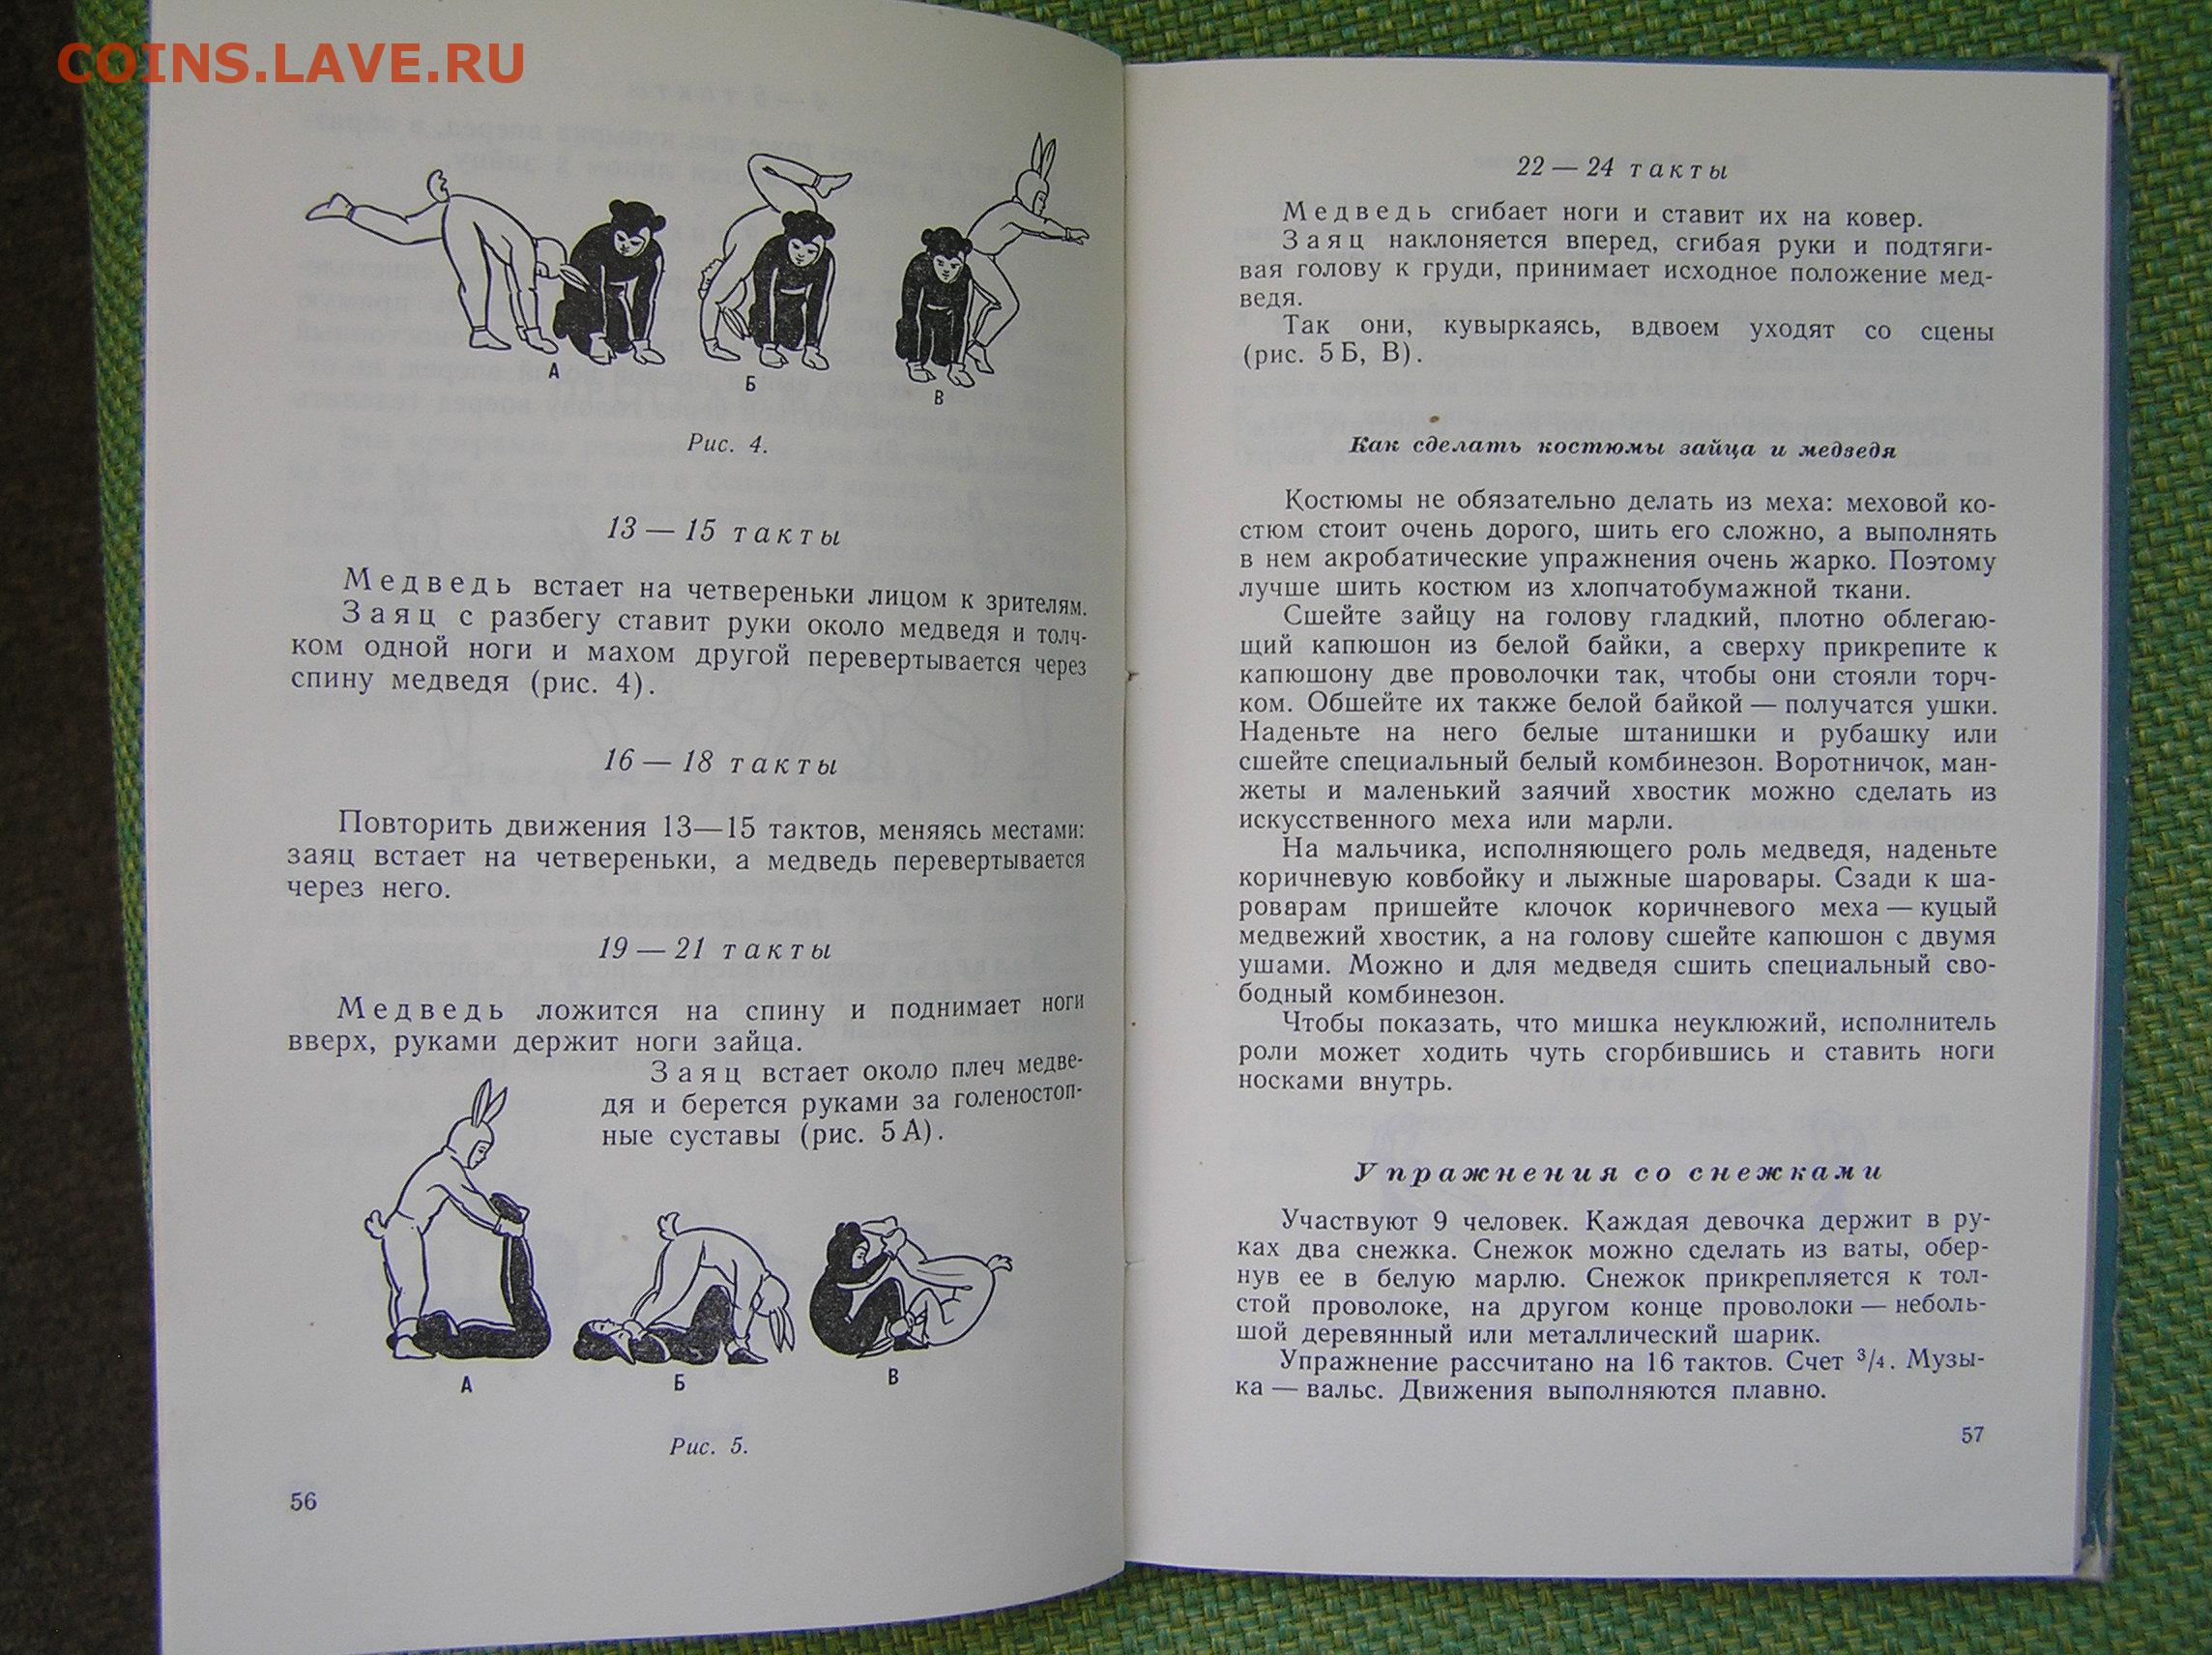 COINS.LAVE.RU
А
Б
В
Рис. 4.
13 — 15 такты
Медведь встает на четвереньки лицом к зрителям.
Заяц с разбегу ставит руки около медведя и толч-
ком одной ноги и махом другой перевертывается через
спину медведя (рис. 4).
16 — 18 такты
Повторить движения 13—15 тактов, меняясь местами:
заяц встает на четвереньки, а медведь перевертывается
через него.
19 — 21 такты
Медведь ложится на спину и поднимает ноги
вверх, руками держит ноги зайца.
Заяц встает около плеч медве-
дя и берется руками за голеностоп-
ные суставы (рис. 5 А).
А
Б
В
Рис. 5.
56
22 — 24 такты
Медведь сгибает ноги и ставит их на ковер.
Заяц наклоняется вперед, сгибая руки и подтяги-
вая голову к груди, принимает исходное положение мед-
ведя.
Так они, кувыркаясь, вдвоем уходят со сцены
(рис. 5 Б, В).
Как сделать костюмы зайца и медведя
Костюмы не обязательно делать из меха: меховой ко-
стюм стоит очень дорого, шить его сложно, а выполнять
в нем акробатические упражнения очень жарко. Поэтому
лучше шить костюм из хлопчатобумажной ткани.
Сшейте зайцу на голову гладкий, плотно облегаю-
щий капюшон из белой байки, а сверху прикрепите к
капюшону две проволочки так, чтобы они стояли торч-
ком. Обшейте их также белой байкой — получатся ушки.
Наденьте на него белые штанишки и рубашку или
сшейте специальный белый комбинезон. Воротничок, ман-
жеты и маленький заячий хвостик можно сделать из
искусственного меха или марли.
На мальчика, исполняющего роль медведя, наденьте
коричневую ковбойку и лыжные шаровары. Сзади к ша-
роварам пришейте клочок коричневого меха — куцый
медвежий хвостик, а на голову сшейте капюшон с двумя
ушами. Можно и для медведя сшить специальный сво-
бодный комбинезон.
Чтобы показать, что мишка неуклюжий, исполнитель
роли может ходить чуть сгорбившись и ставить ноги
носками внутрь.
Упражнения со снежками
Участвуют 9 человек. Каждая девочка держит в ру-
ках два снежка. Снежок можно сделать из ваты, обер-
нув ее в белую марлю. Снежок прикрепляется к тол-
стой проволоке, на другом конце проволоки — неболь-
шой деревянный или металлический шарик.
Упражнение рассчитано на 16 тактов. Счет ³/₄. Музы-
ка — вальс. Движения выполняются плавно.
57